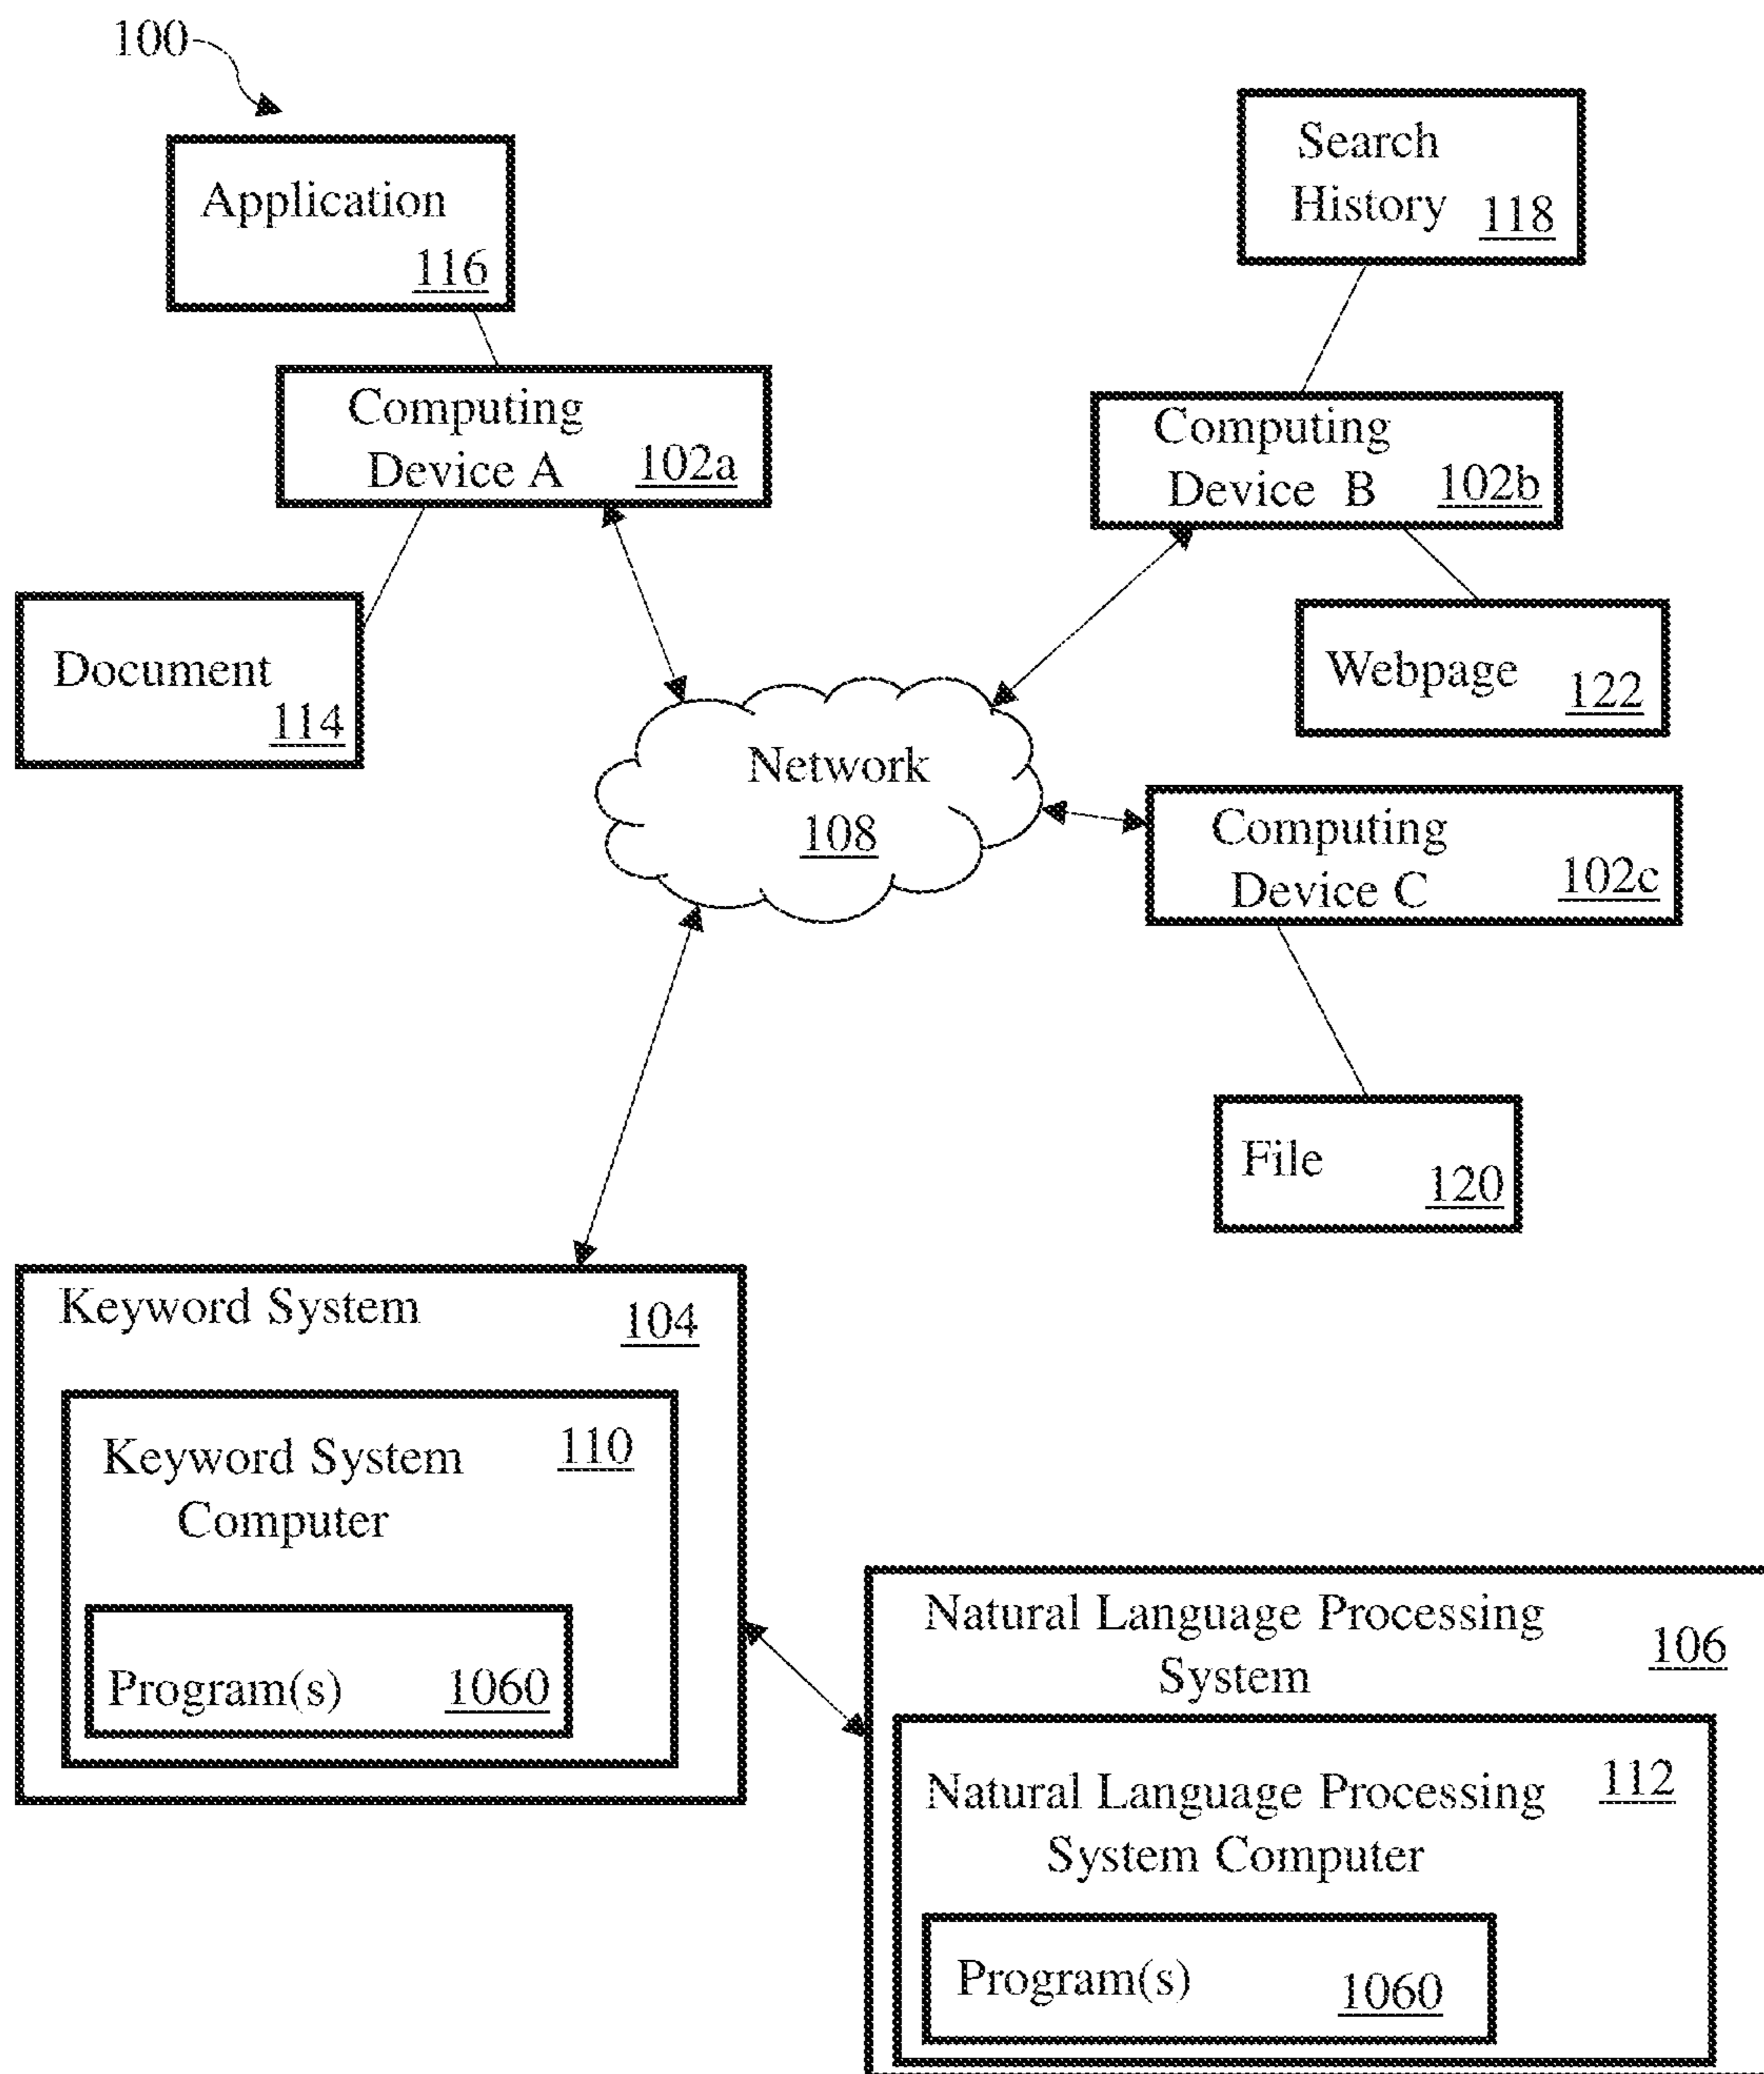 100
Application
116
Search
History 118
Computing
Device A 102a
Computing
Device B 102b
Document
114
Webpage 122
Network
108
Computing
Device C 102c
File 120
Keyword System 104
Keyword System 110
Computer
Program(s) 1060
Natural Language Processing
System 106
Natural Language Processing 112
System Computer
Program(s) 1060